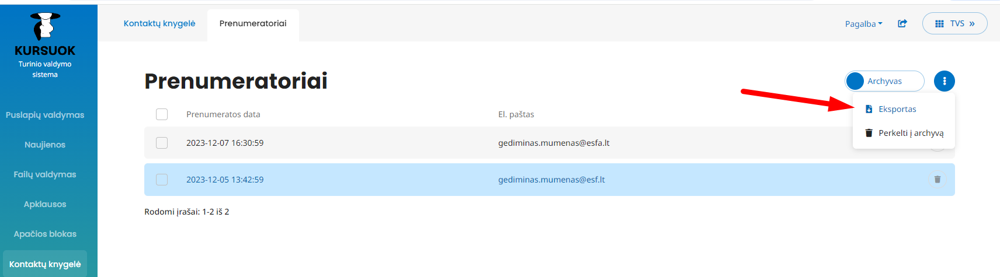 KURSUOK
Turinio valdymo
sistema
Puslapių valdymas
Naujienos
Failų valdymas
Apklausos
Apačios blokas
Kontaktų knygelė
Kontaktų knygelė
Prenumeratoriai
Pagalba
TVS »
Prenumeratoriai
Archyvas
Eksportas
Perkelti į archyvą
Prenumeratos data
El. paštas
2023-12-07 16:30:59
gediminas.mumenas@esfa.lt
2023-12-05 13:42:59
gediminas.mumenas@esf.lt
Rodomi įrašai: 1-2 iš 2